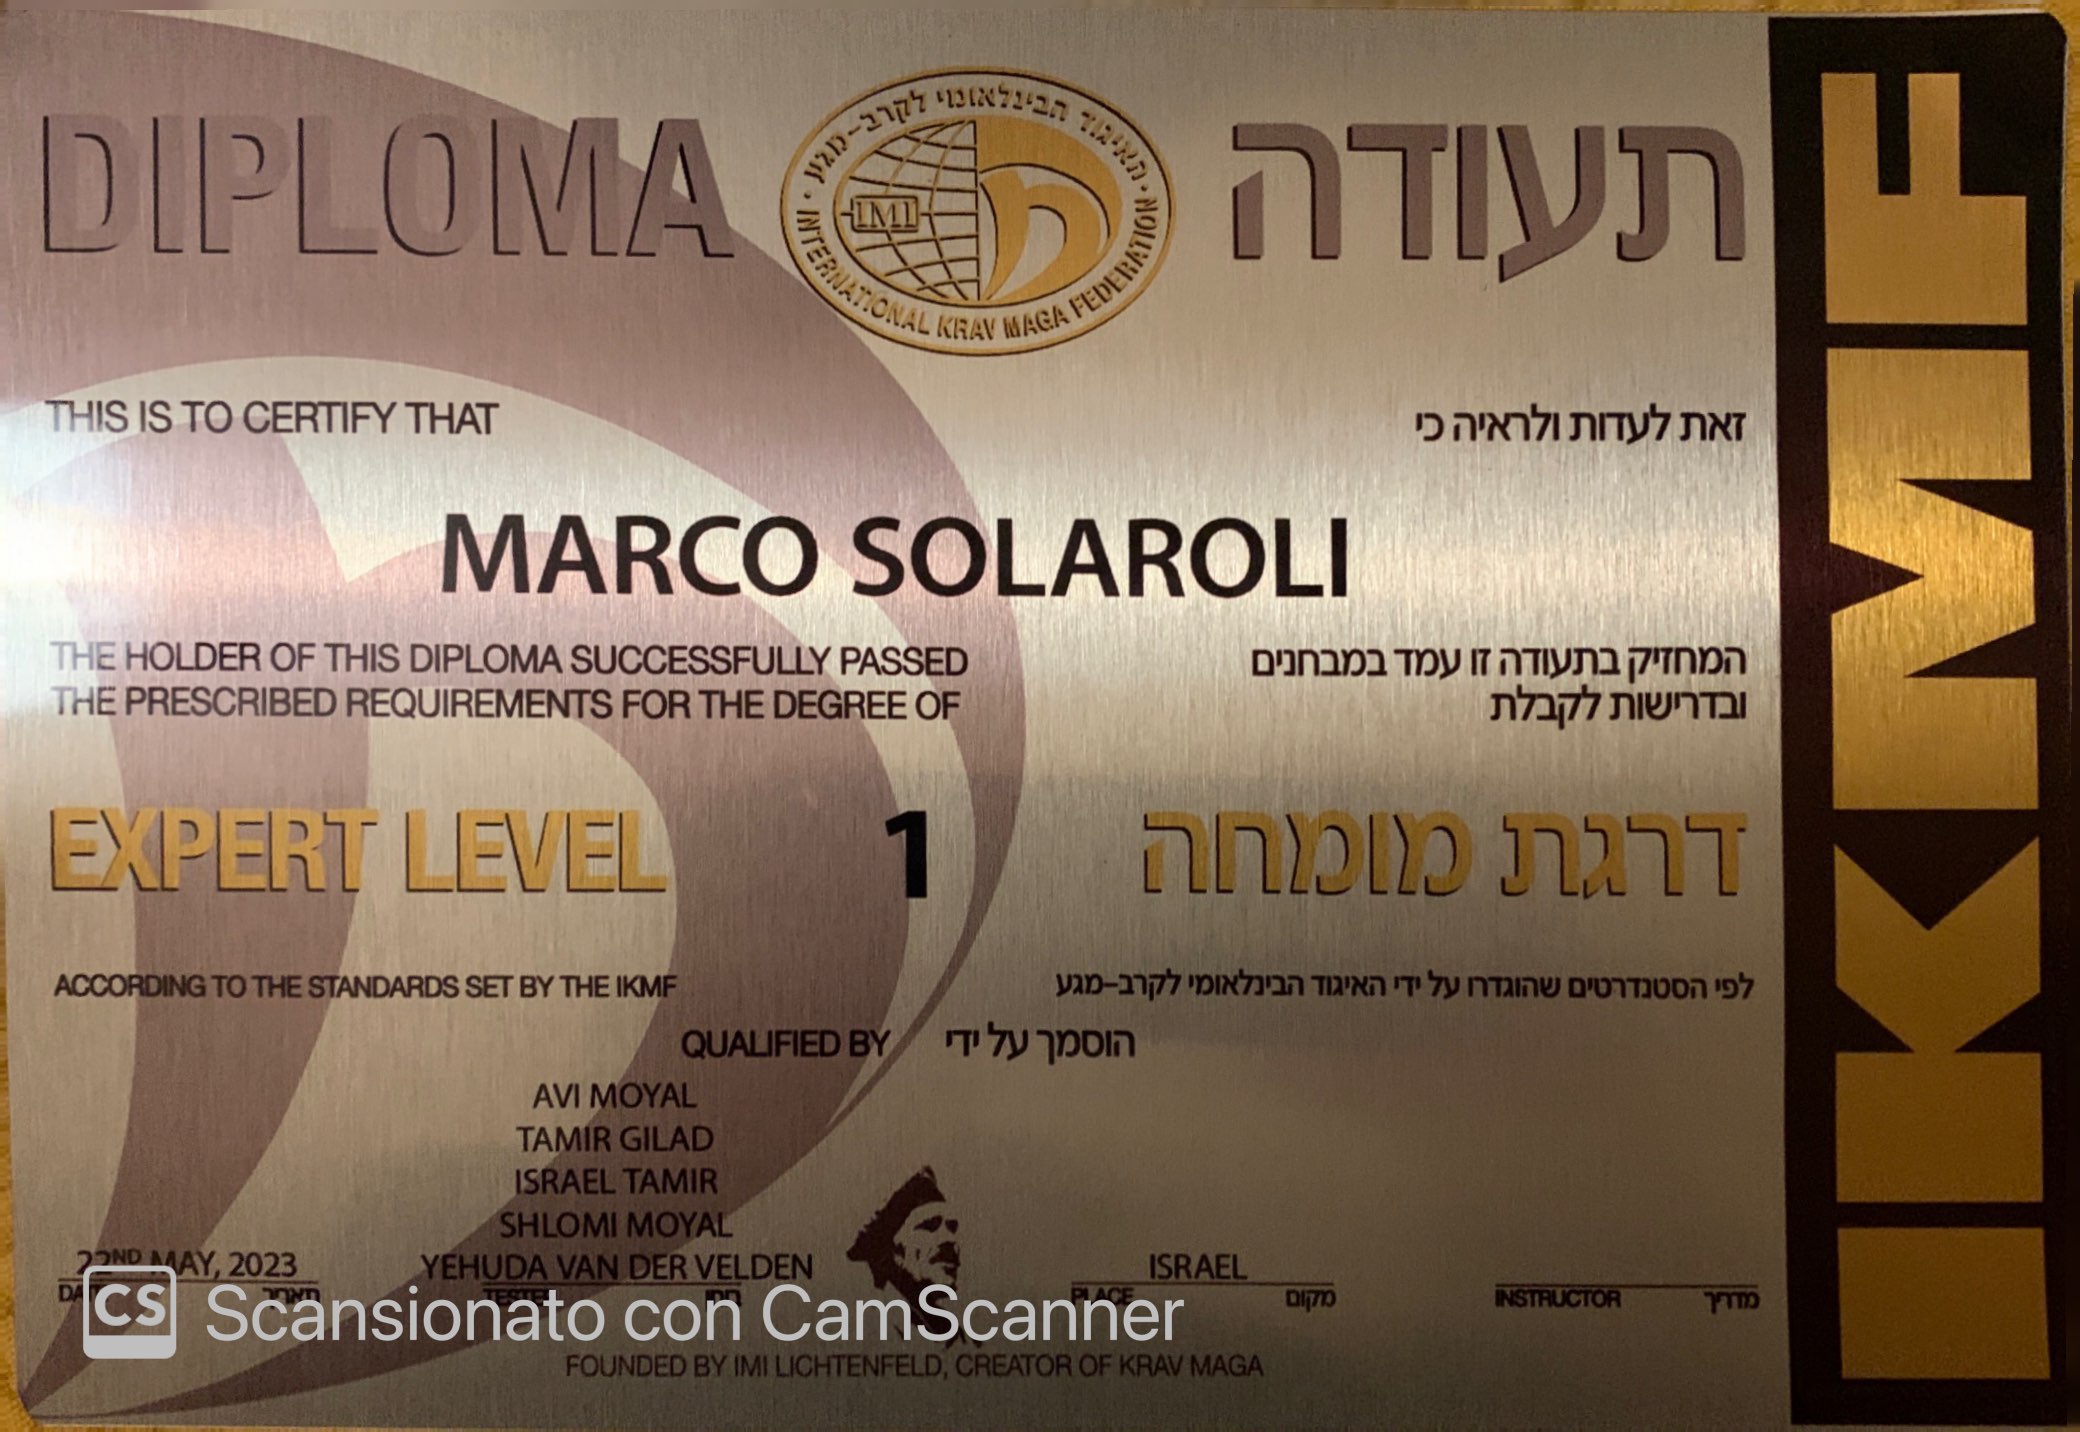 DIPLOMA
האיגוד הבינלאומי לקרב-מגע
IMI
INTERNATIONAL KRAV MAGA FEDERATION
תעודה
THIS IS TO CERTIFY THAT
זאת לעדות ולראיה כי
MARCO SOLAROLI
THE HOLDER OF THIS DIPLOMA SUCCESSFULLY PASSED
THE PRESCRIBED REQUIREMENTS FOR THE DEGREE OF
המחזיק בתעודה זו עמד במבחנים
ובדרישות לקבלת
EXPERT LEVEL 1 דרגת מומחה
ACCORDING TO THE STANDARDS SET BY THE IKMF
לפי הסטנדרטים שהוגדרו על ידי האיגוד הבינלאומי לקרב-מגע
QUALIFIED BY הוסמך על ידי
AVI MOYAL
TAMIR GILAD
ISRAEL TAMIR
SHLOMI MOYAL
22ND MAY, 2023
YEHUDA VAN DER VELDEN
ISRAEL
תאריך
TESTER
PLACE מקום
INSTRUCTOR מדריך
CS Scansionato con CamScanner
FOUNDED BY IMI LICHTENFELD, CREATOR OF KRAV MAGA
IKMF